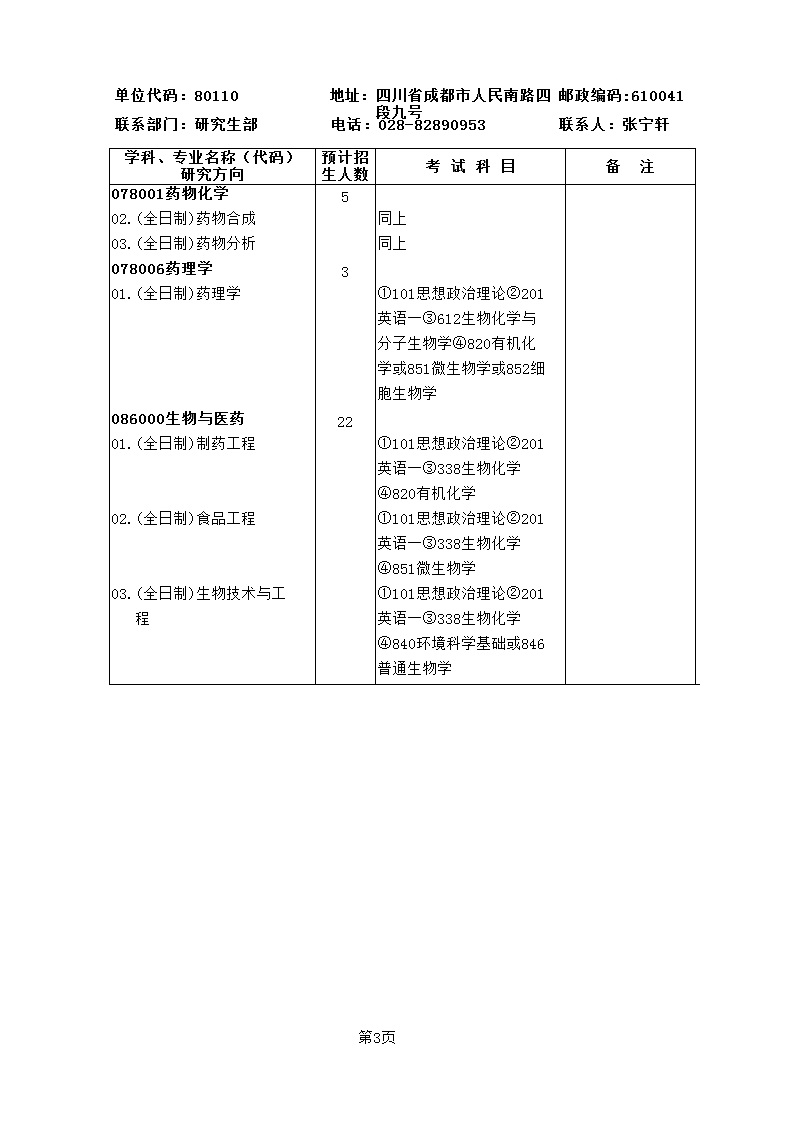 单位代码：80110 地址：四川省成都市人民南路四 邮政编码:610041
段九号
联系部门：研究生部 电话：028-82890953 联系人：张宁轩
学科、专业名称（代码） 预计招 考 试 科 目 备 注
研究方向 生人数
078001药物化学 5
02.(全日制)药物合成 同上
03.(全日制)药物分析 同上
078006药理学 3
01.(全日制)药理学 ①101思想政治理论②201
英语一③612生物化学与
分子生物学④820有机化
学或851微生物学或852细
胞生物学
086000生物与医药 22
01.(全日制)制药工程 ①101思想政治理论②201
英语一③338生物化学
④820有机化学
02.(全日制)食品工程 ①101思想政治理论②201
英语一③338生物化学
④851微生物学
03.(全日制)生物技术与工 ①101思想政治理论②201
程 英语一③338生物化学
④840环境科学基础或846
普通生物学
第3页